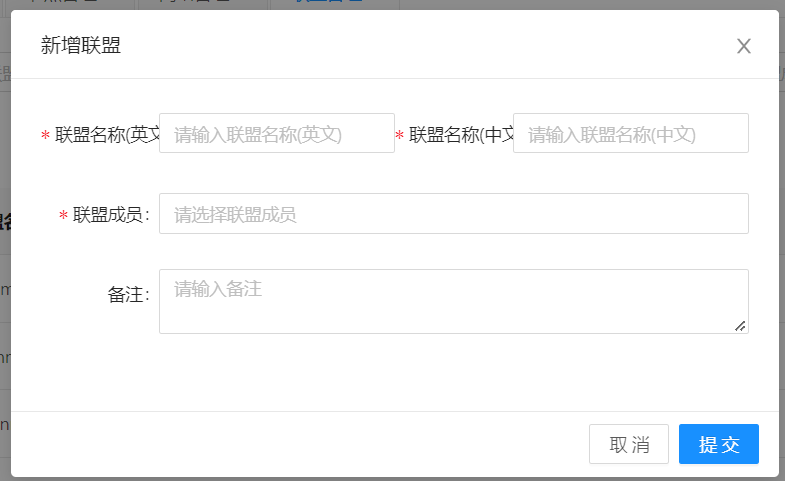 新增联盟
* 联盟名称(英文 请输入联盟名称(英文) * 联盟名称(中文 请输入联盟名称(中文)
* 联盟成员: 请选择联盟成员
备注: 请输入备注
取 消 提 交